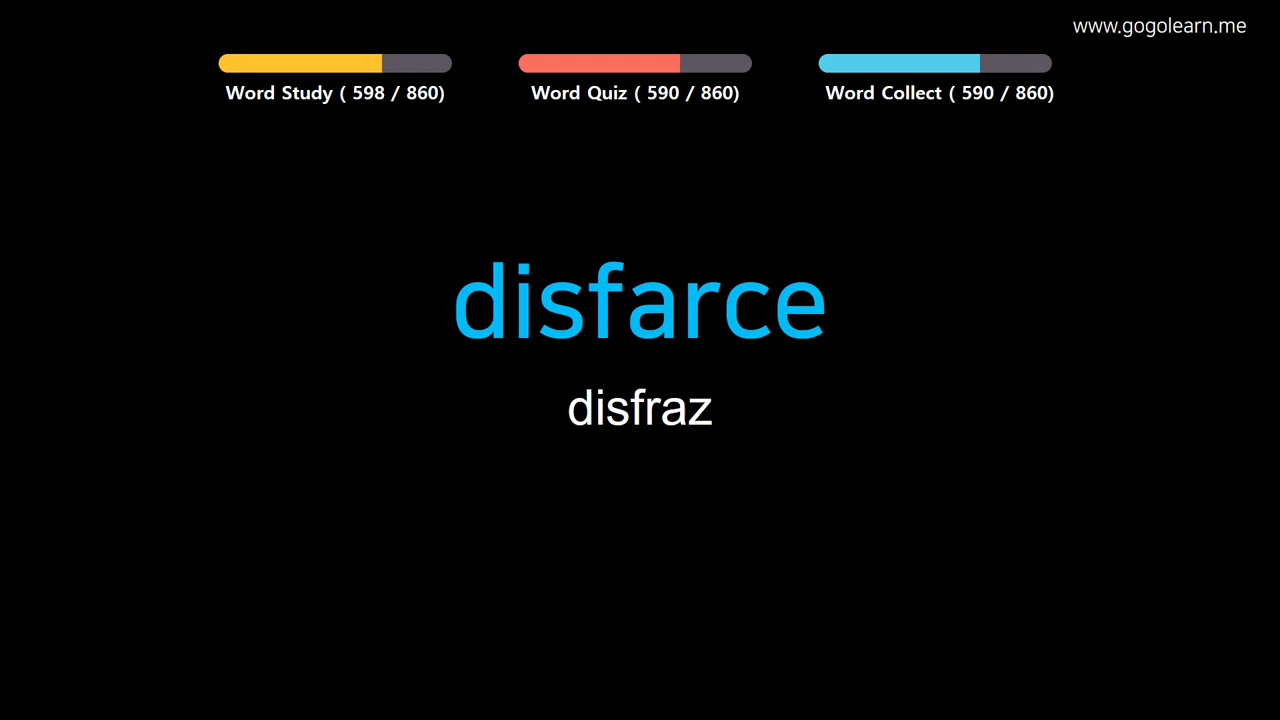 www.gogolearn.me
Word Study ( 598 / 860)
Word Quiz ( 590 / 860)
Word Collect ( 590 / 860)
disfarce
disfraz